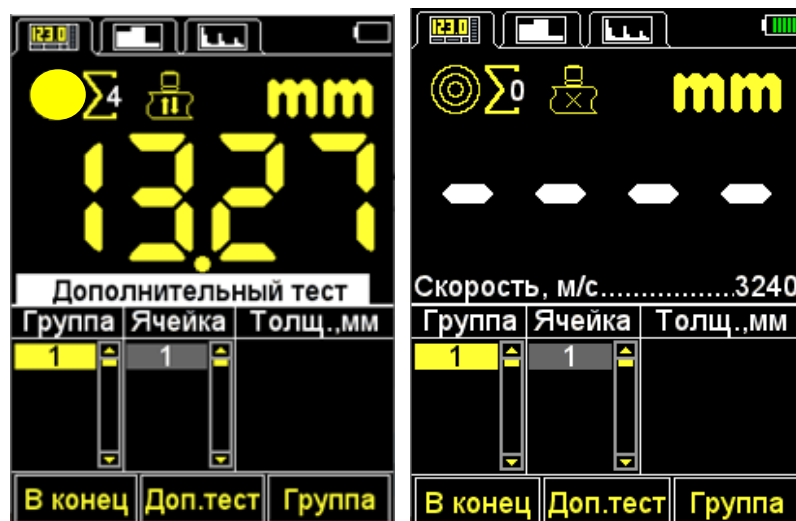 123.0
Σ4 mm
13.27
Дополнительный тест
Группа Ячейка Толщ.,мм
1 1
В конец Доп.тест Группа
123.0
Σ0 mm
- - - -
Скорость, м/с.................3240
Группа Ячейка Толщ.,мм
1 1
В конец Доп.тест Группа